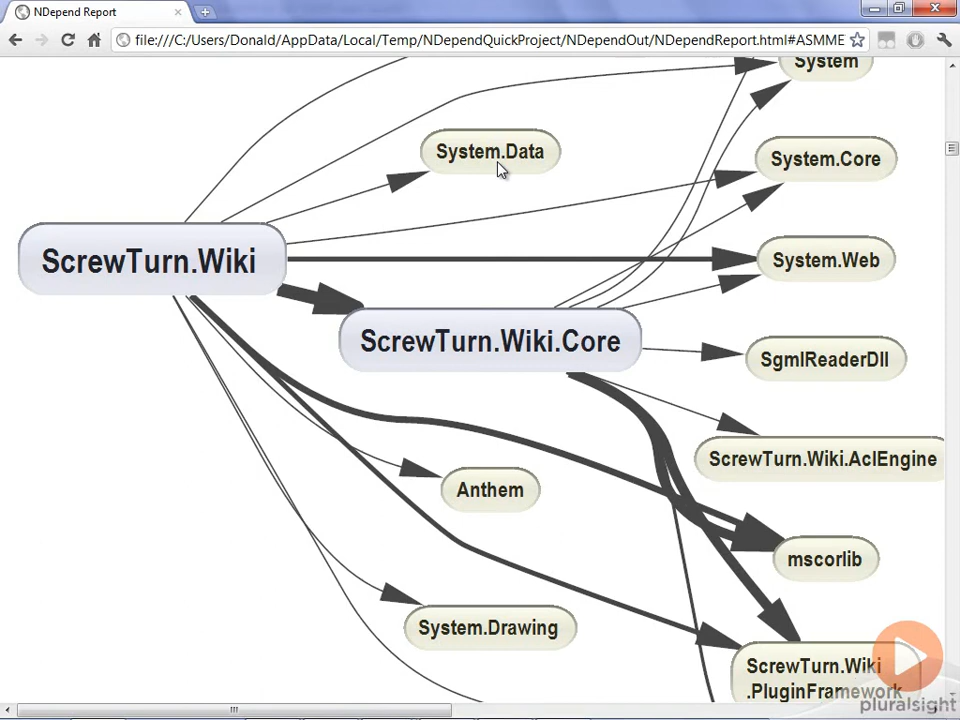 NDepend Report
file:///C:/Users/Donald/AppData/Local/Temp/NDependQuickProject/NDependOut/NDependReport.html#ASMME
System
System.Data
System.Core
ScrewTurn.Wiki
System.Web
ScrewTurn.Wiki.Core
SgmlReaderDll
ScrewTurn.Wiki.AclEngine
Anthem
mscorlib
System.Drawing
ScrewTurn.Wiki
.PluginFramework
pluralsight